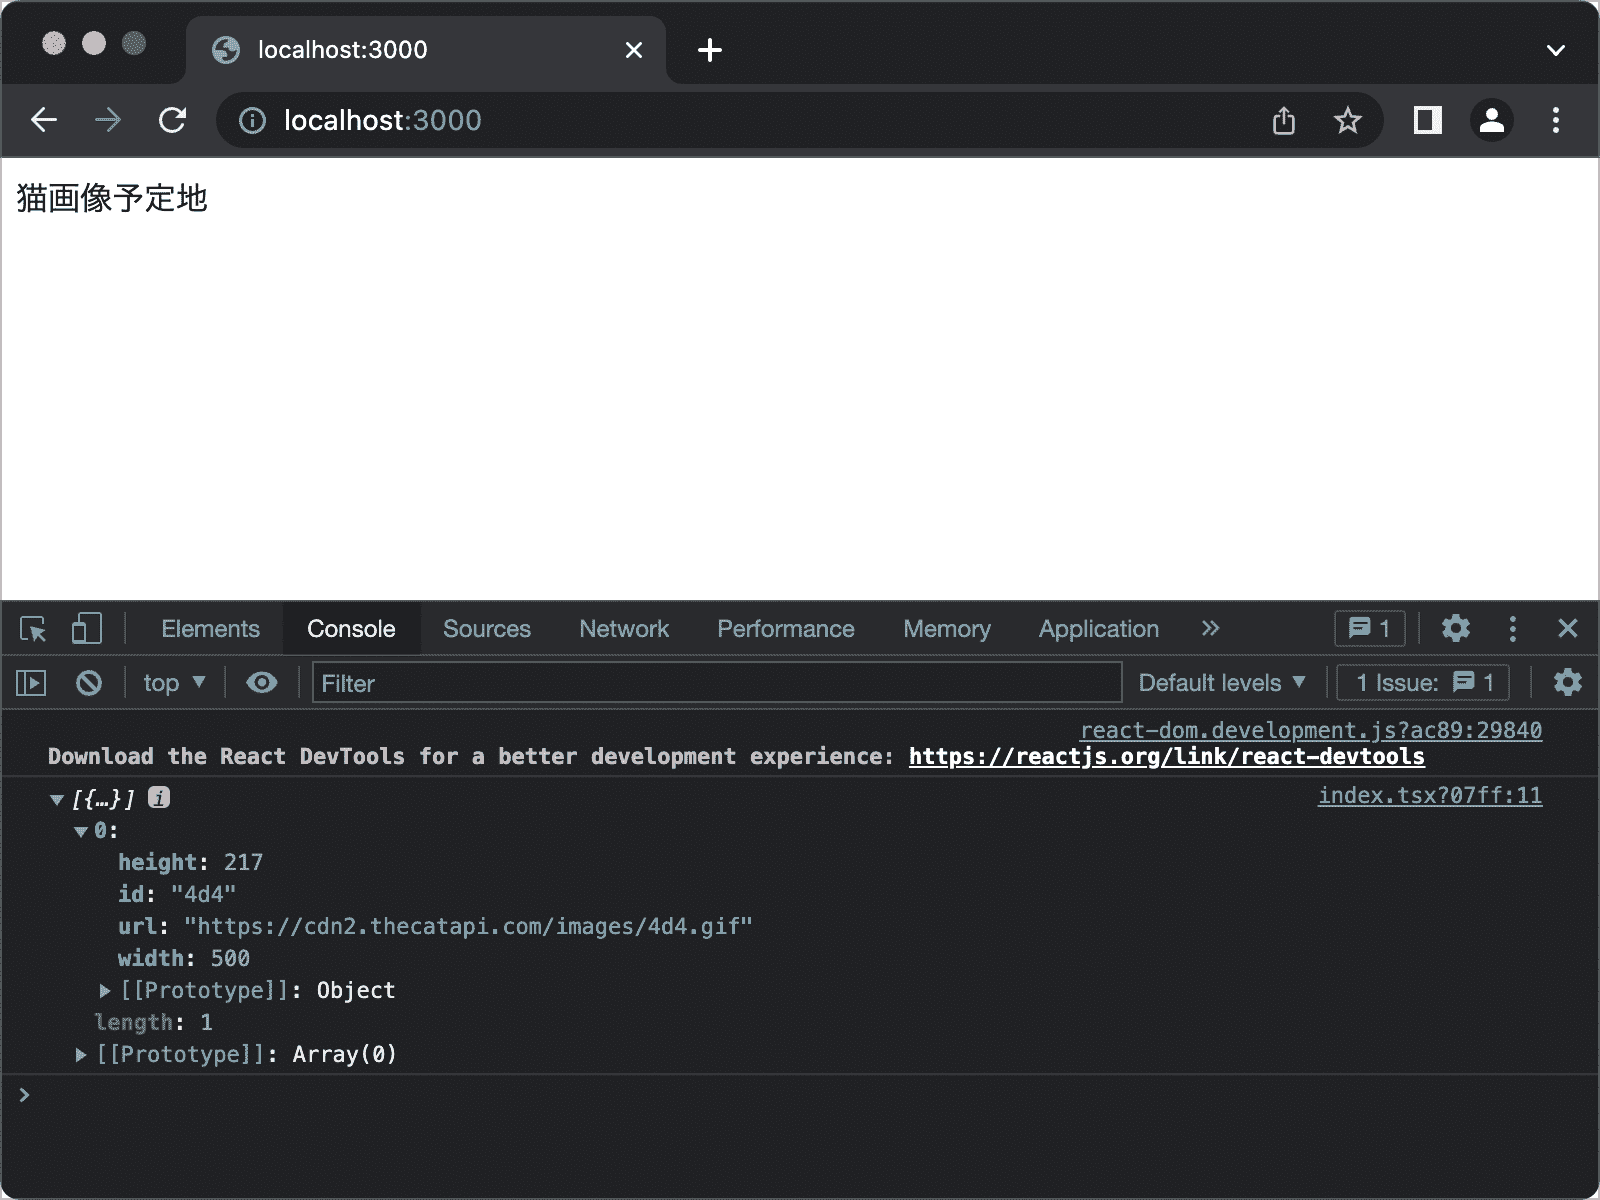 localhost:3000
localhost:3000
猫画像予定地
Elements Console Sources Network Performance Memory Application » 1
top ▼ Filter Default levels ▼ 1 Issue: 1
react-dom.development.js?ac89:29840
Download the React DevTools for a better development experience: https://reactjs.org/link/react-devtools
▼ [{…}] i index.tsx?07ff:11
▼ 0:
height: 217
id: "4d4"
url: "https://cdn2.thecatapi.com/images/4d4.gif"
width: 500
▶ [[Prototype]]: Object
length: 1
▶ [[Prototype]]: Array(0)
>